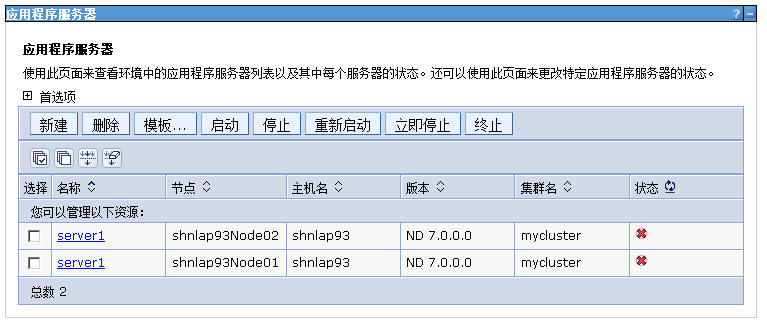 应用程序服务器
? –
应用程序服务器
使用此页面来查看环境中的应用程序服务器列表以及其中每个服务器的状态。还可以使用此页面来更改特定应用程序服务器的状态。
首选项
新建 删除 模板... 启动 停止 重新启动 立即停止 终止
选择 名称 节点 主机名 版本 集群名 状态
您可以管理以下资源:
server1 shnlap93Node02 shnlap93 ND 7.0.0.0 mycluster
server1 shnlap93Node01 shnlap93 ND 7.0.0.0 mycluster
总数 2